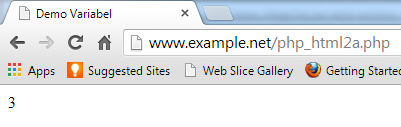 Demo Variabel
www.example.net/php_html2a.php
Apps Suggested Sites Web Slice Gallery Getting Started
3